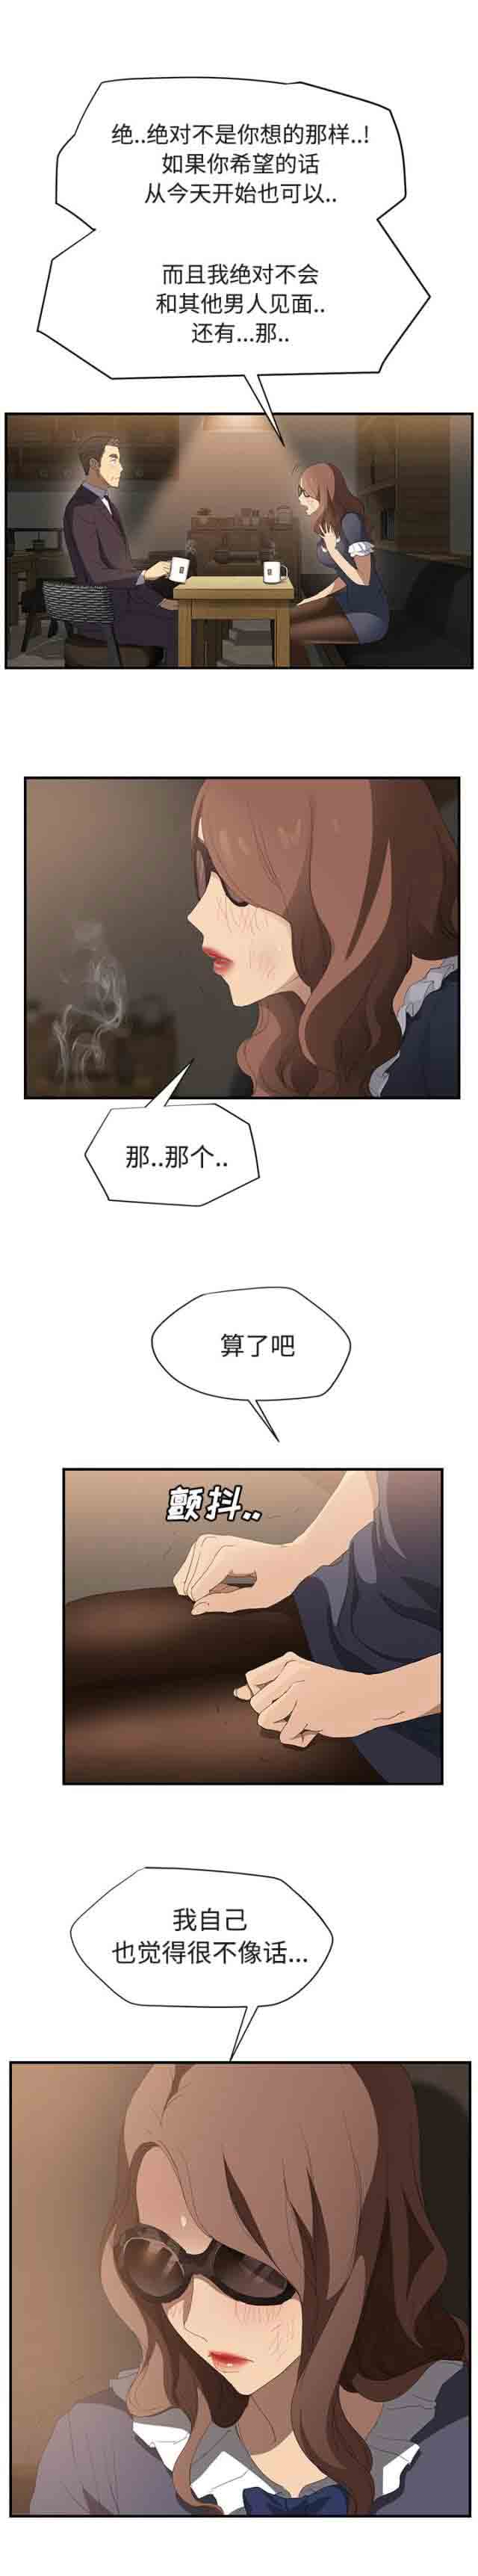 绝..绝对不是你想的那样..!
如果你希望的话
从今天开始也可以..
而且我绝对不会
和其他男人见面..
还有...那..
那..那个..
算了吧
颤抖..
我自己
也觉得很不像话...